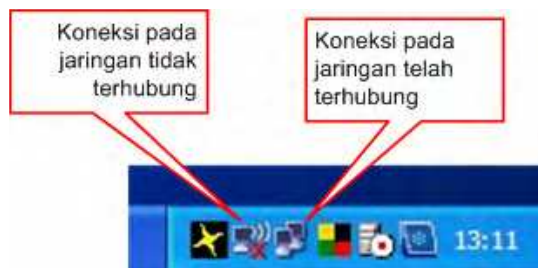 Koneksi pada
jaringan tidak
terhubung
Koneksi pada
jaringan telah
terhubung
13:11